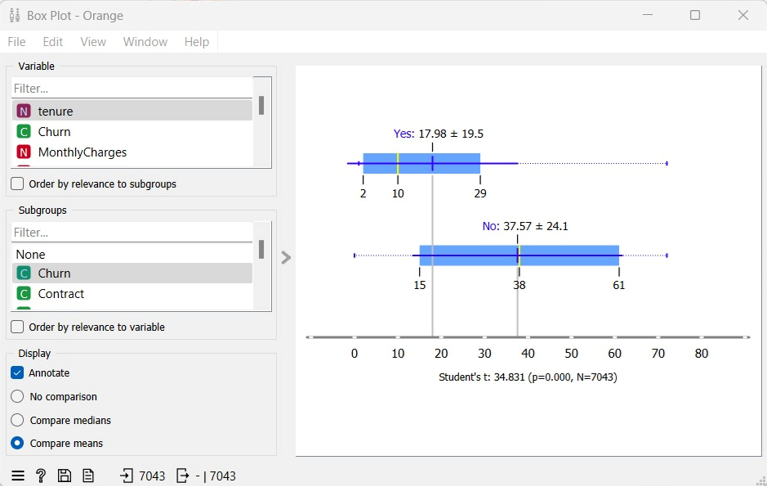 Box Plot - Orange
File Edit View Window Help
Variable
Filter...
N tenure
C Churn
N MonthlyCharges
Order by relevance to subgroups
Subgroups
Filter...
None
C Churn
C Contract
Order by relevance to variable
Display
Annotate
No comparison
Compare medians
Compare means
7043 - | 7043
Yes: 17.98 ± 19.5
2 10 29
No: 37.57 ± 24.1
15 38 61
0 10 20 30 40 50 60 70 80
Student's t: 34.831 (p=0.000, N=7043)